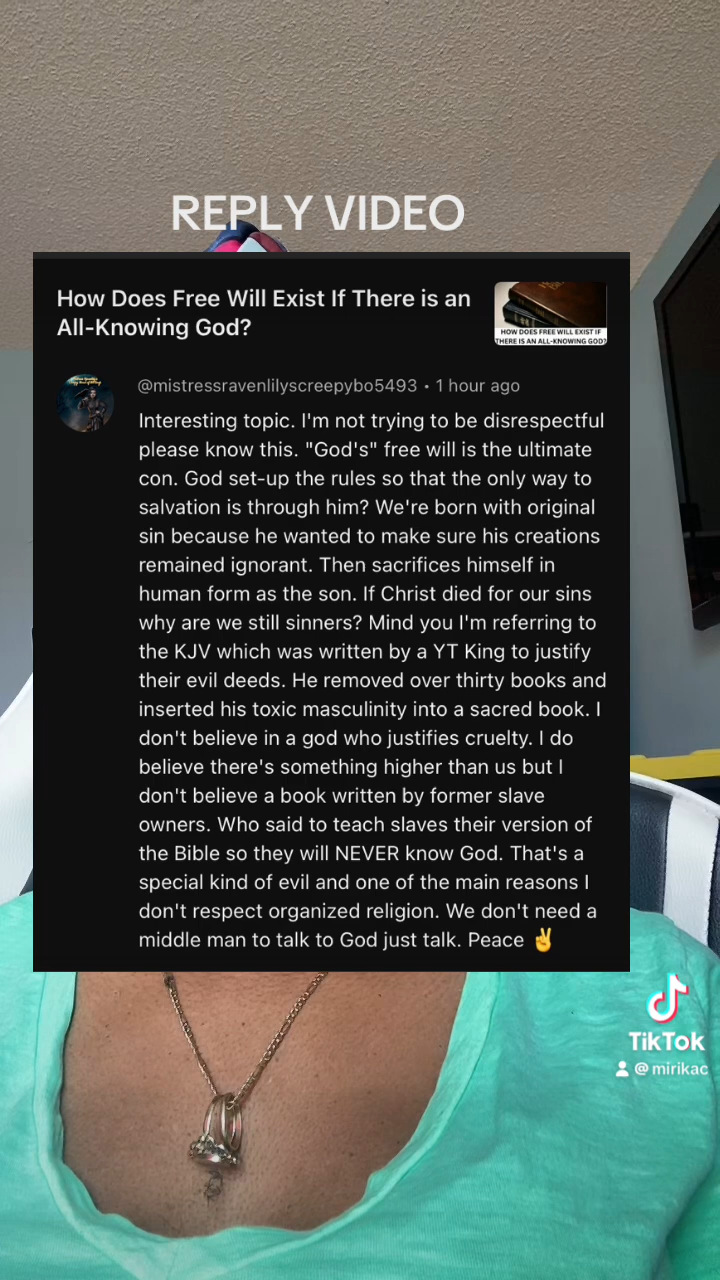 REPLY VIDEO
How Does Free Will Exist If There is an
All-Knowing God?
HOW DOES FREE WILL EXIST IF
THERE IS AN ALL-KNOWING GOD?
@mistressravenlilyscreepybo5493 • 1 hour ago
Interesting topic. I'm not trying to be disrespectful
please know this. "God's" free will is the ultimate
con. God set-up the rules so that the only way to
salvation is through him? We're born with original
sin because he wanted to make sure his creations
remained ignorant. Then sacrifices himself in
human form as the son. If Christ died for our sins
why are we still sinners? Mind you I'm referring to
the KJV which was written by a YT King to justify
their evil deeds. He removed over thirty books and
inserted his toxic masculinity into a sacred book. I
don't believe in a god who justifies cruelty. I do
believe there's something higher than us but I
don't believe a book written by former slave
owners. Who said to teach slaves their version of
the Bible so they will NEVER know God. That's a
special kind of evil and one of the main reasons I
don't respect organized religion. We don't need a
middle man to talk to God just talk. Peace ✌️
TikTok
@mirikac